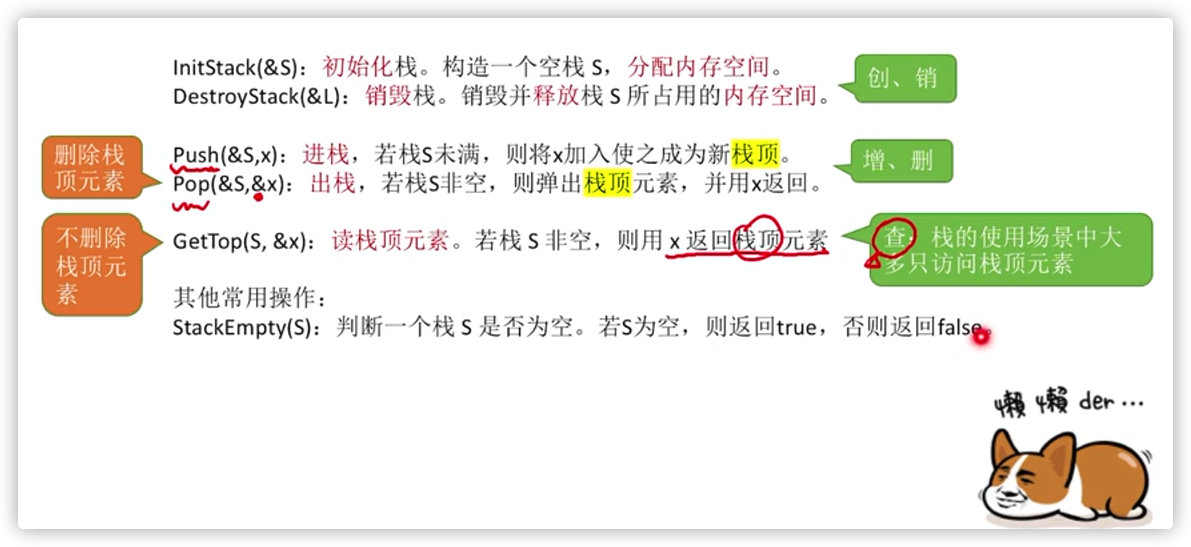 InitStack(&S)：初始化栈。构造一个空栈 S，分配内存空间。
DestroyStack(&L)：销毁栈。销毁并释放栈 S 所占用的内存空间。
创、销
删除栈
顶元素
Push(&S,x)：进栈，若栈S未满，则将x加入使之成为新栈顶。
Pop(&S,&x)：出栈，若栈S非空，则弹出栈顶元素，并用x返回。
增、删
不删除
栈顶元
素
GetTop(S, &x)：读栈顶元素。若栈 S 非空，则用 x 返回栈顶元素
查：栈的使用场景中大
多只访问栈顶元素
其他常用操作：
StackEmpty(S)：判断一个栈 S 是否为空。若S为空，则返回true，否则返回false。
懒 懒 der …